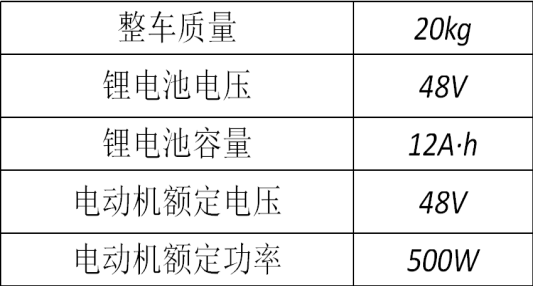 整车质量 20kg
锂电池电压 48V
锂电池容量 12A·h
电动机额定电压 48V
电动机额定功率 500W